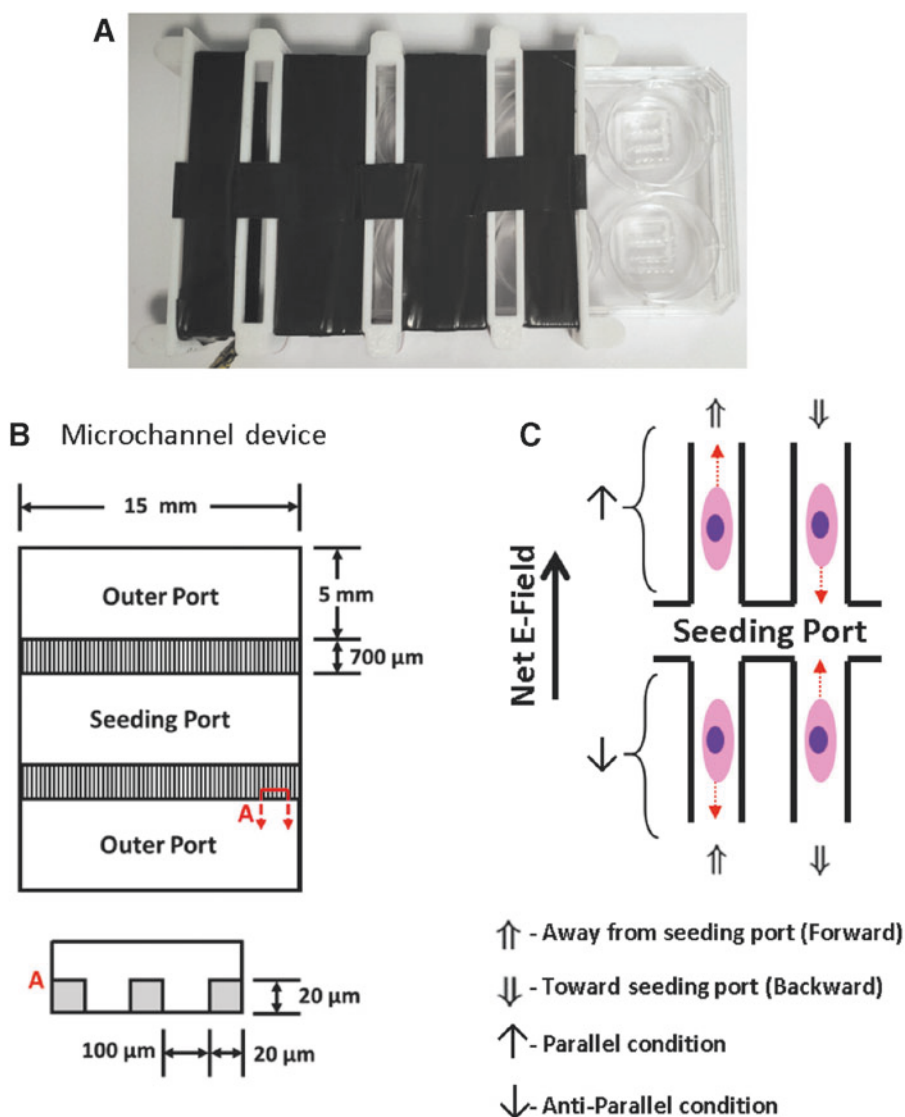 A
B Microchannel device
15 mm
Outer Port
5 mm
700 μm
Seeding Port
A
Outer Port
A
20 μm
100 μm
20 μm
C
⇑ ⇓
↑
Net E-Field
Seeding Port
↓
⇑ ⇓
⇑ - Away from seeding port (Forward)
⇓ - Toward seeding port (Backward)
↑ - Parallel condition
↓ - Anti-Parallel condition